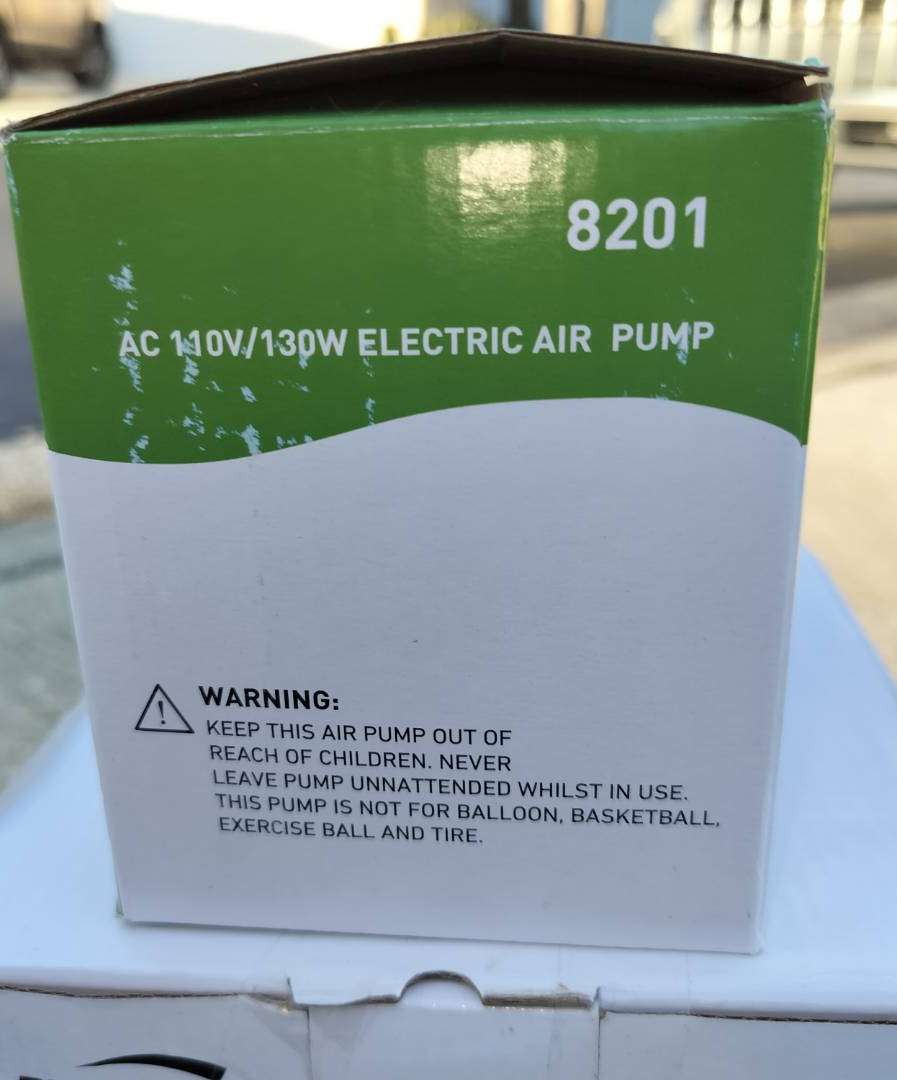 8201
AC 110V/130W ELECTRIC AIR PUMP
WARNING:
KEEP THIS AIR PUMP OUT OF
REACH OF CHILDREN. NEVER
LEAVE PUMP UNNATTENDED WHILST IN USE.
THIS PUMP IS NOT FOR BALLOON, BASKETBALL,
EXERCISE BALL AND TIRE.